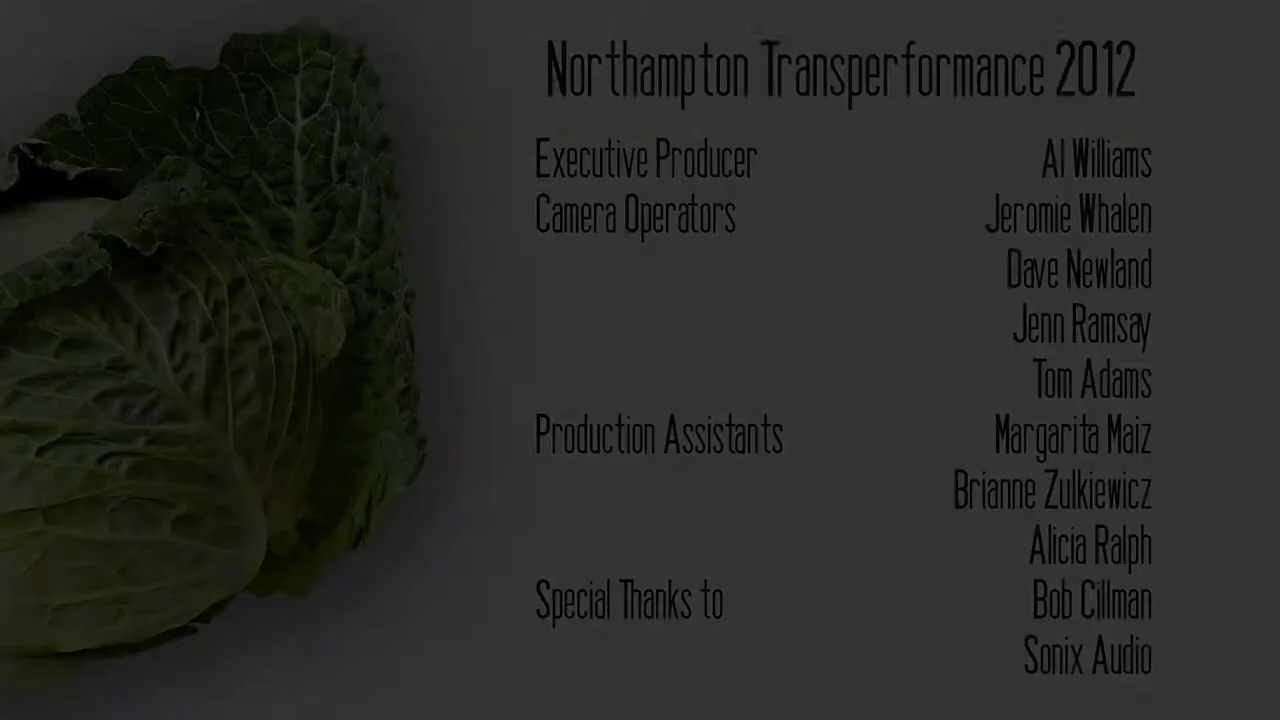 Northampton Transperformance 2012
Executive Producer Al Williams
Camera Operators Jeromie Whalen
Dave Newland
Jenn Ramsay
Tom Adams
Production Assistants Margarita Maiz
Brianne Zulkiewicz
Alicia Ralph
Special Thanks to Bob Cillman
Sonix Audio